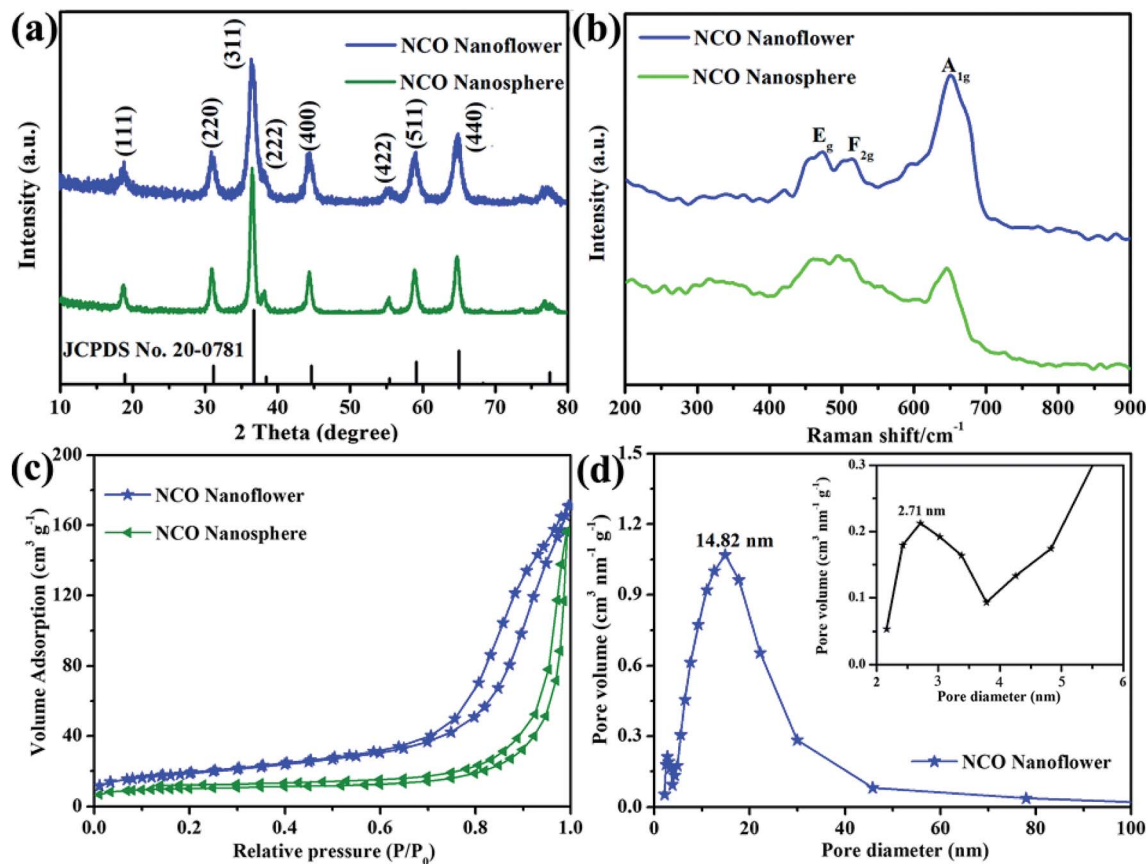 (a)
NCO Nanoflower
NCO Nanosphere
(111)
(220)
(311)
(222)
(400)
(422)
(511)
(440)
JCPDS No. 20-0781
Intensity (a.u.)
10 20 30 40 50 60 70 80
2 Theta (degree)
(b)
NCO Nanoflower
NCO Nanosphere
Eg
F2g
A1g
Intensity (a.u.)
200 300 400 500 600 700 800 900
Raman shift/cm-1
(c)
NCO Nanoflower
NCO Nanosphere
Volume Adsorption (cm3 g-1)
200
160
120
80
40
0
0.0 0.2 0.4 0.6 0.8 1.0
Relative pressure (P/P0)
(d)
14.82 nm
NCO Nanoflower
Pore volume (cm3 nm-1 g-1)
1.5
1.2
0.9
0.6
0.3
0.0
0 20 40 60 80 100
Pore diameter (nm)
2.71 nm
Pore volume (cm3 nm-1 g-1)
0.3
0.2
0.1
0.0
2 3 4 5 6
Pore diameter (nm)